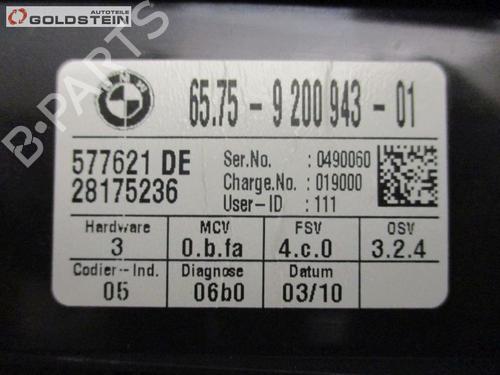 Autoteile
GOLDSTEIN
B-PARTS
BMW
65.75 - 9 200 943 - 01
577621 DE
28175236
Ser.No. : 0490060
Charge.No. : 019000
User-ID : 111
Hardware MCV FSV OSV
3 0.b.fa 4.c.0 3.2.4
Codier-Ind. Diagnose Datum
05 06b0 03/10